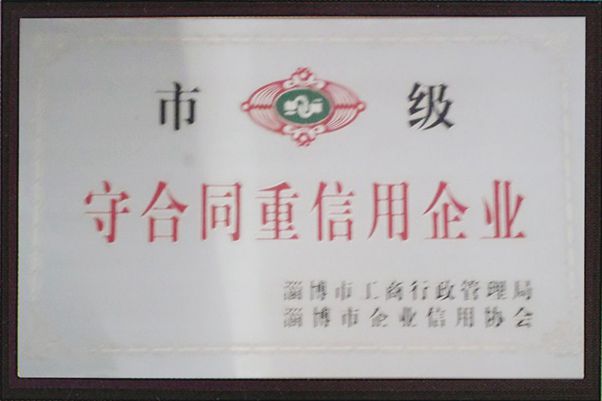 市 级
守合同重信用企业
淄博市工商行政管理局
淄博市企业信用协会